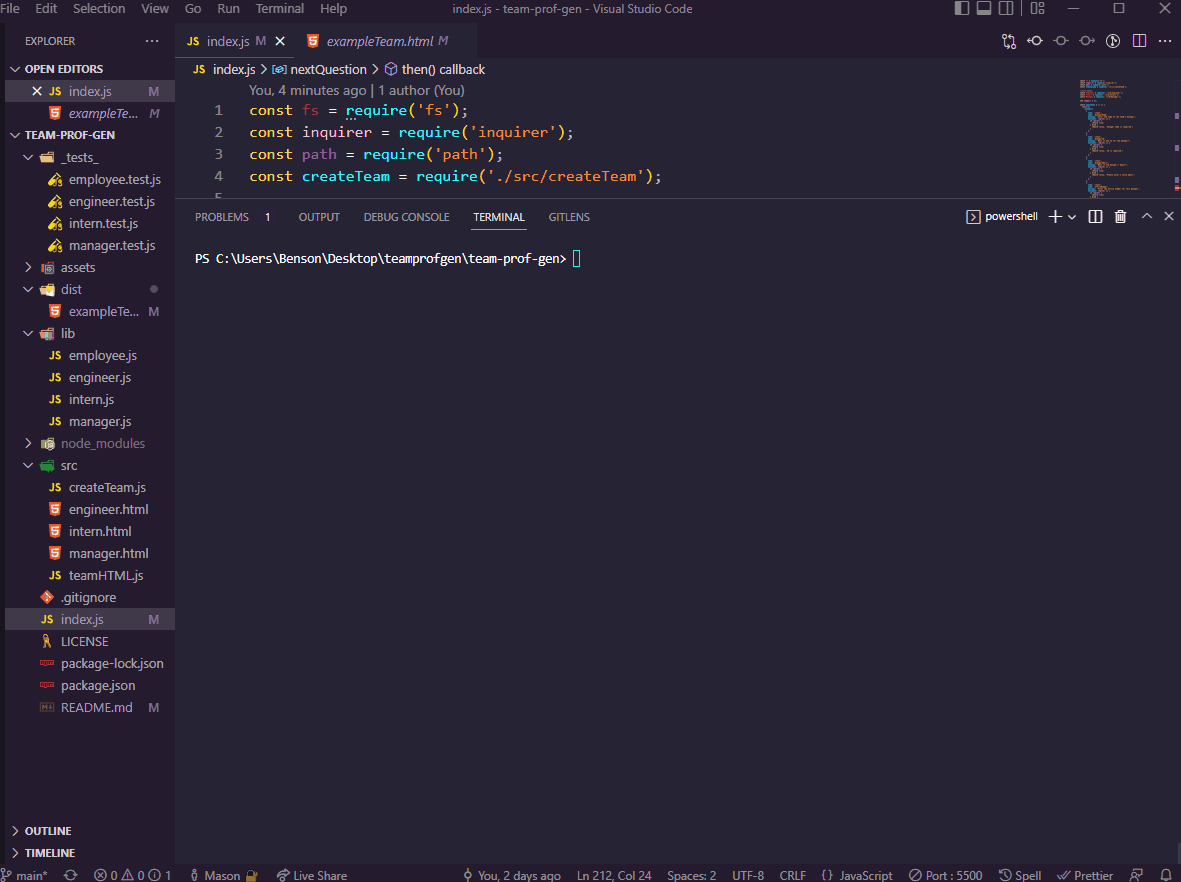 File Edit Selection View Go Run Terminal Help index.js - team-prof-gen - Visual Studio Code
EXPLORER
OPEN EDITORS
JS index.js M
exampleTe... M
TEAM-PROF-GEN
_tests_
employee.test.js
engineer.test.js
intern.test.js
manager.test.js
assets
dist
exampleTe... M
lib
JS employee.js
JS engineer.js
JS intern.js
JS manager.js
node_modules
src
JS createTeam.js
engineer.html
intern.html
manager.html
JS teamHTML.js
.gitignore
JS index.js M
LICENSE
package-lock.json
package.json
README.md M
OUTLINE
TIMELINE
JS index.js M exampleTeam.html M
JS index.js > nextQuestion > then() callback
You, 4 minutes ago | 1 author (You)
1 const fs = require('fs');
2 const inquirer = require('inquirer');
3 const path = require('path');
4 const createTeam = require('./src/createTeam');
5
PROBLEMS 1 OUTPUT DEBUG CONSOLE TERMINAL GITLENS powershell
PS C:\Users\Benson\Desktop\teamprofgen\team-prof-gen>
main* 0 0 1 Mason Live Share You, 2 days ago Ln 212, Col 24 Spaces: 2 UTF-8 CRLF {} JavaScript Port : 5500 Spell Prettier